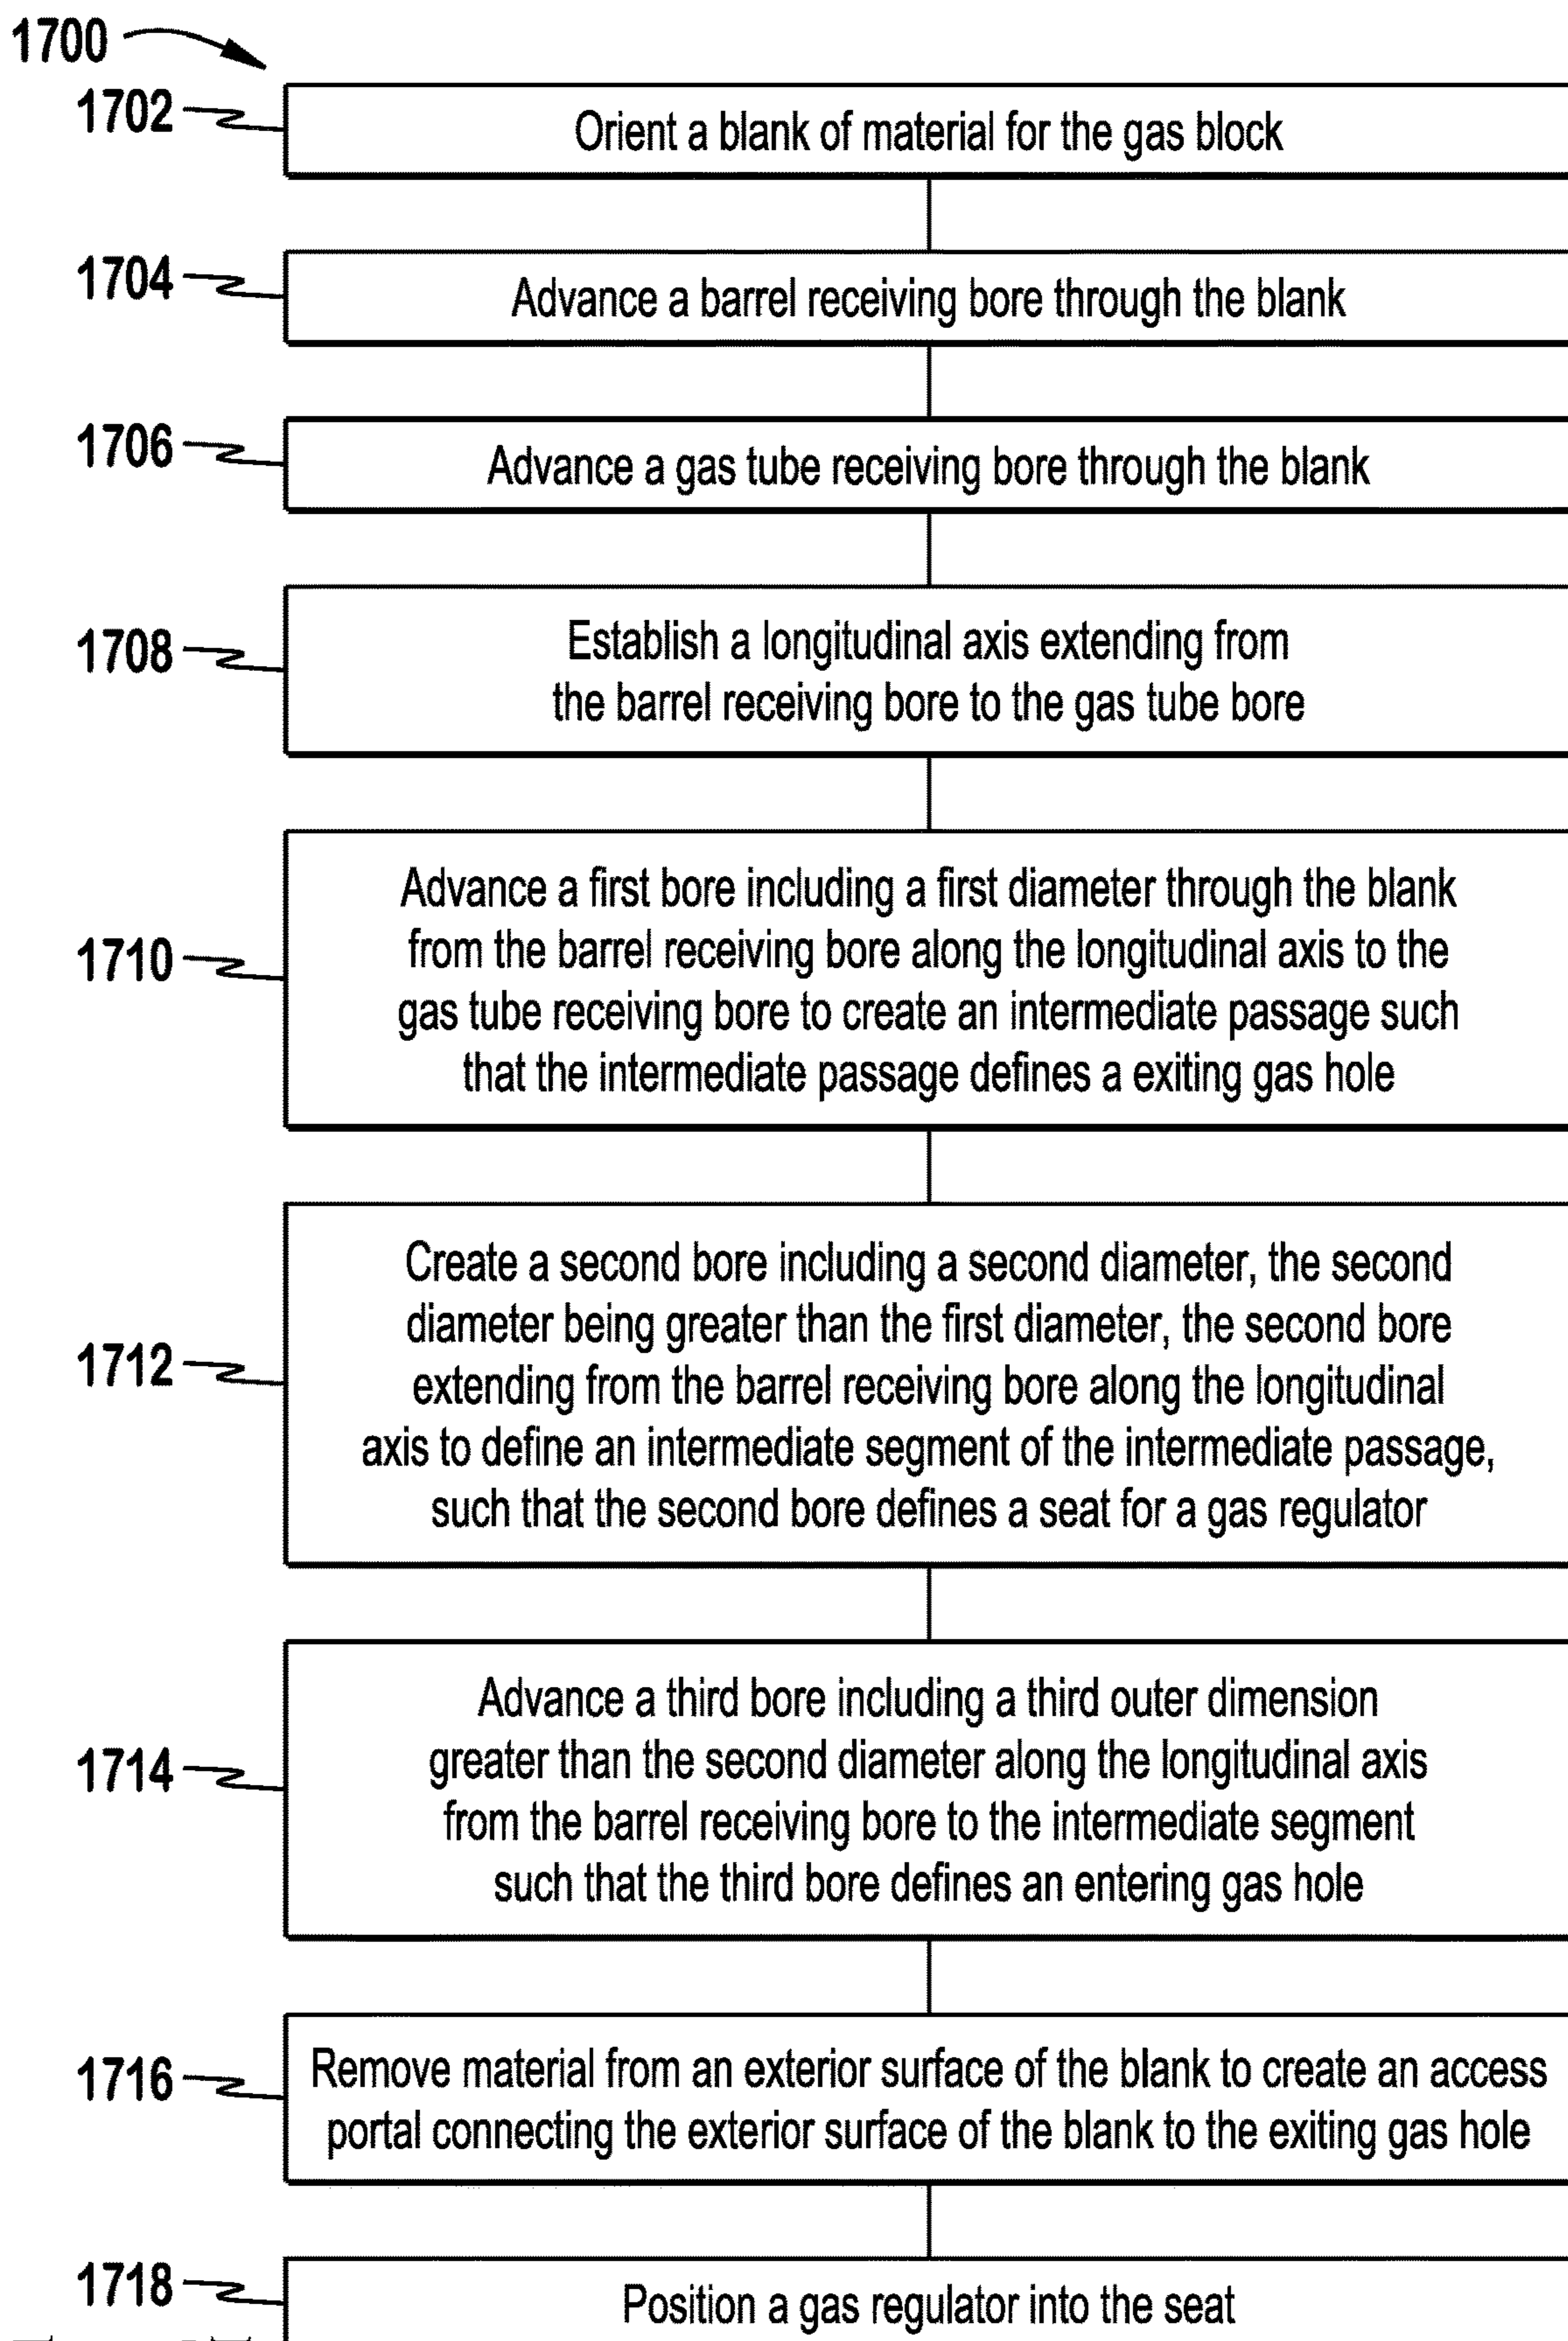 1700
1702
Orient a blank of material for the gas block
1704
Advance a barrel receiving bore through the blank
1706
Advance a gas tube receiving bore through the blank
1708
Establish a longitudinal axis extending from
the barrel receiving bore to the gas tube bore
1710
Advance a first bore including a first diameter through the blank
from the barrel receiving bore along the longitudinal axis to the
gas tube receiving bore to create an intermediate passage such
that the intermediate passage defines a exiting gas hole
1712
Create a second bore including a second diameter, the second
diameter being greater than the first diameter, the second bore
extending from the barrel receiving bore along the longitudinal
axis to define an intermediate segment of the intermediate passage,
such that the second bore defines a seat for a gas regulator
1714
Advance a third bore including a third outer dimension
greater than the second diameter along the longitudinal axis
from the barrel receiving bore to the intermediate segment
such that the third bore defines an entering gas hole
1716
Remove material from an exterior surface of the blank to create an access
portal connecting the exterior surface of the blank to the exiting gas hole
1718
Position a gas regulator into the seat